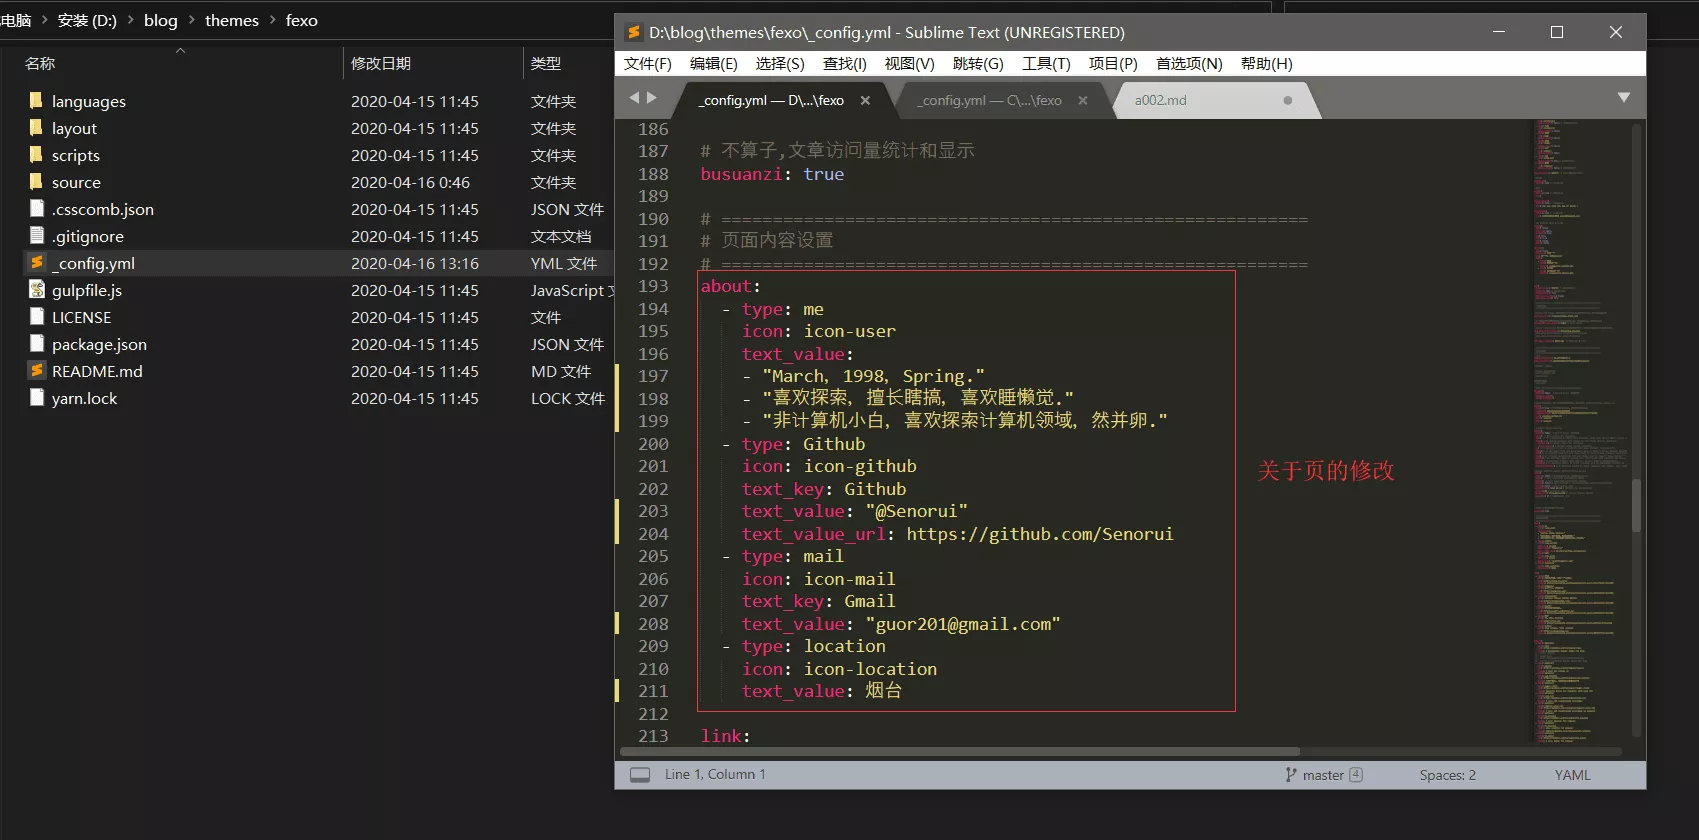 电脑 > 安装 (D:) > blog > themes > fexo
名称 修改日期 类型
languages 2020-04-15 11:45 文件夹
layout 2020-04-15 11:45 文件夹
scripts 2020-04-15 11:45 文件夹
source 2020-04-16 0:46 文件夹
.csscomb.json 2020-04-15 11:45 JSON 文件
.gitignore 2020-04-15 11:45 文本文档
_config.yml 2020-04-16 13:16 YML 文件
gulpfile.js 2020-04-15 11:45 JavaScript
LICENSE 2020-04-15 11:45 文件
package.json 2020-04-15 11:45 JSON 文件
README.md 2020-04-15 11:45 MD 文件
yarn.lock 2020-04-15 11:45 LOCK 文件
D:\blog\themes\fexo\_config.yml - Sublime Text (UNREGISTERED)
文件(F) 编辑(E) 选择(S) 查找(I) 视图(V) 跳转(G) 工具(T) 项目(P) 首选项(N) 帮助(H)
_config.yml — D\...\fexo _config.yml — C\...\fexo a002.md
186
187 # 不算子,文章访问量统计和显示
188 busuanzi: true
189
190 # =========================================================
191 # 页面内容设置
192 # =========================================================
193 about:
194 - type: me
195 icon: icon-user
196 text_value:
197 - "March, 1998, Spring."
198 - "喜欢探索, 擅长瞎搞, 喜欢睡懒觉."
199 - "非计算机小白, 喜欢探索计算机领域, 然并卵."
200 - type: Github
201 icon: icon-github
202 text_key: Github
203 text_value: "@Senorui"
204 text_value_url: https://github.com/Senorui
205 - type: mail
206 icon: icon-mail
207 text_key: Gmail
208 text_value: "guor201@gmail.com"
209 - type: location
210 icon: icon-location
211 text_value: 烟台
212
213 link:
关于页的修改
Line 1, Column 1 master 4 Spaces: 2 YAML